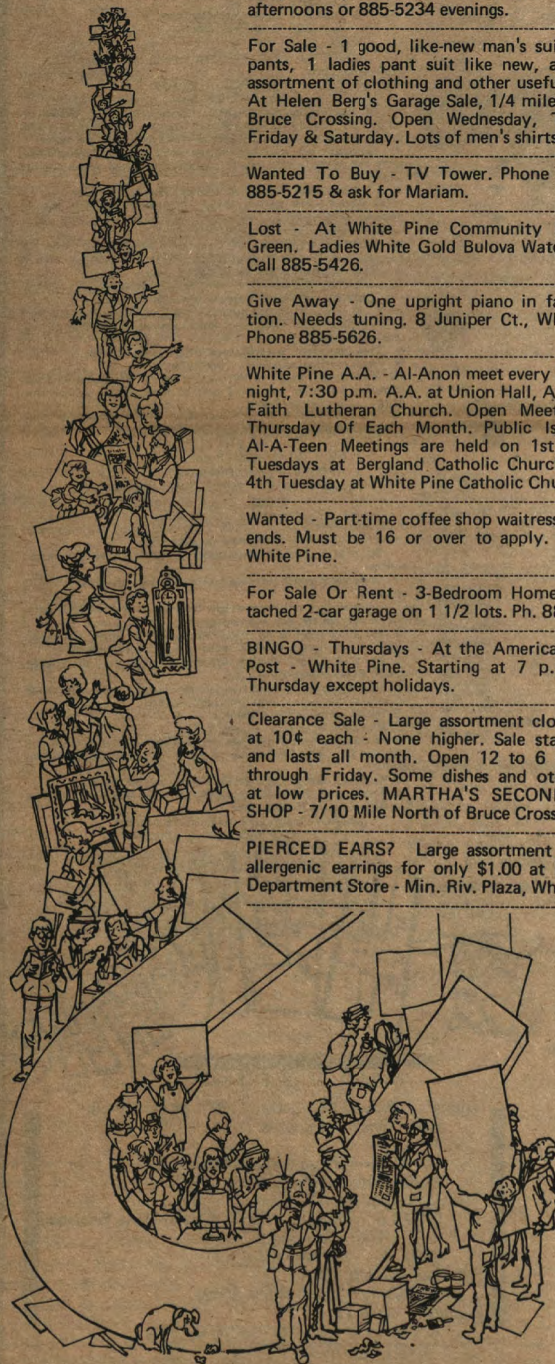 afternoons or 885-5234 evenings.
For Sale - 1 good, like-new man's sui
pants, 1 ladies pant suit like new, a
assortment of clothing and other usefu
At Helen Berg's Garage Sale, 1/4 mile
Bruce Crossing. Open Wednesday, T
Friday & Saturday. Lots of men's shirts
Wanted To Buy - TV Tower. Phone
885-5215 & ask for Mariam.
Lost - At White Pine Community
Green. Ladies White Gold Bulova Wat
Call 885-5426.
Give Away - One upright piano in fa
tion. Needs tuning. 8 Juniper Ct., Wh
Phone 885-5626.
White Pine A.A. - Al-Anon meet every
night, 7:30 p.m. A.A. at Union Hall, A
Faith Lutheran Church. Open Meet
Thursday Of Each Month. Public Is
Al-A-Teen Meetings are held on 1st
Tuesdays at Bergland Catholic Churc
4th Tuesday at White Pine Catholic Chu
Wanted - Part-time coffee shop waitress
ends. Must be 16 or over to apply.
White Pine.
For Sale Or Rent - 3-Bedroom Home
tached 2-car garage on 1 1/2 lots. Ph. 88
BINGO - Thursdays - At the America
Post - White Pine. Starting at 7 p.
Thursday except holidays.
Clearance Sale - Large assortment clo
at 10¢ each - None higher. Sale sta
and lasts all month. Open 12 to 6
through Friday. Some dishes and ot
at low prices. MARTHA'S SECON
SHOP - 7/10 Mile North of Bruce Cross
PIERCED EARS? Large assortment
allergenic earrings for only $1.00 at
Department Store - Min. Riv. Plaza, Wh